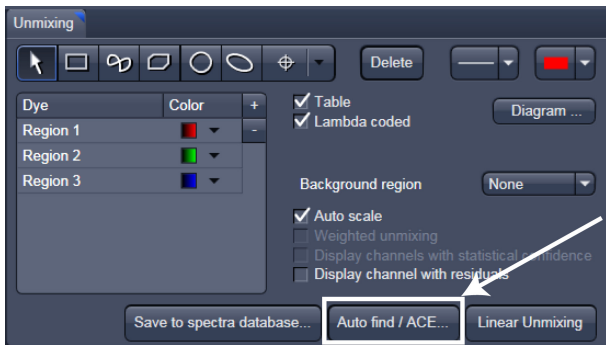 Unmixing
Delete
Dye Color +
Region 1 -
Region 2
Region 3
Table
Lambda coded
Diagram ...
Background region None
Auto scale
Weighted unmixing
Display channels with statistical confidence
Display channel with residuals
Save to spectra database... Auto find / ACE... Linear Unmixing